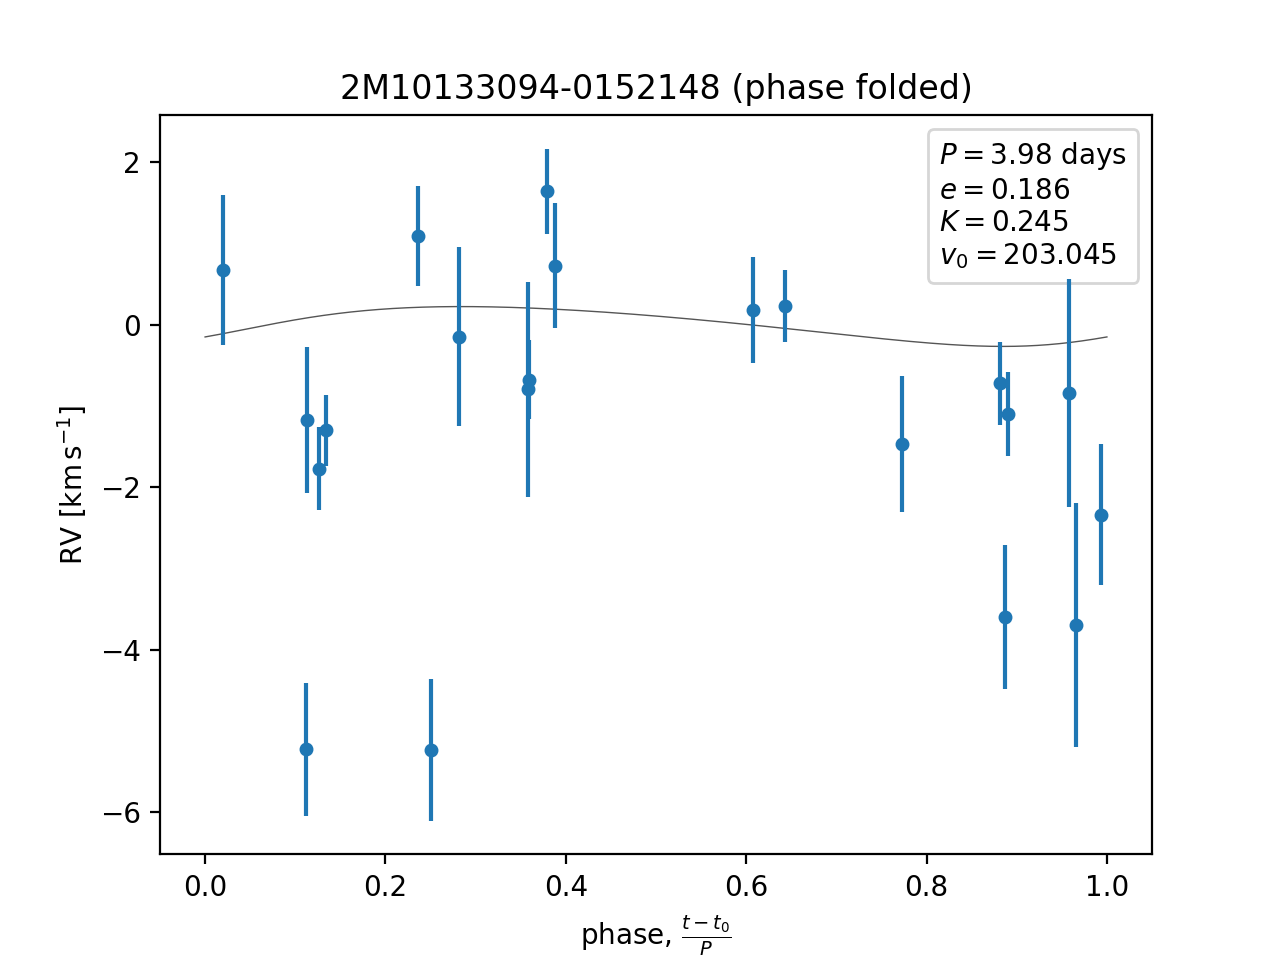 2M10133094-0152148 (phase folded)
P = 3.98 days
e = 0.186
K = 0.245
v₀ = 203.045
2
0
−2
−4
−6
RV [km s⁻¹]
0.0 0.2 0.4 0.6 0.8 1.0
phase, (t − t₀)/P